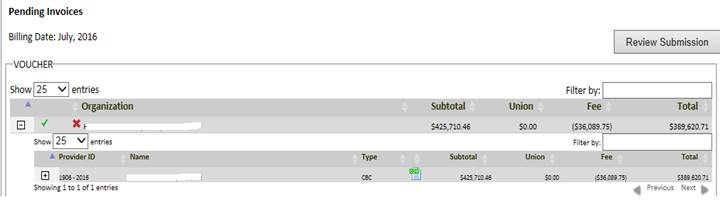 Pending Invoices
Billing Date: July, 2016
Review Submission
VOUCHER
Show 25 entries Filter by:
Organization Subtotal Union Fee Total
$425,710.46 $0.00 ($36,089.75) $389,620.71
Show 25 entries Filter by:
Provider ID Name Type Subtotal Union Fee Total
1906 - 2016 CBC $425,710.46 $0.00 ($36,089.75) $389,620.71
Showing 1 to 1 of 1 entries Previous Next